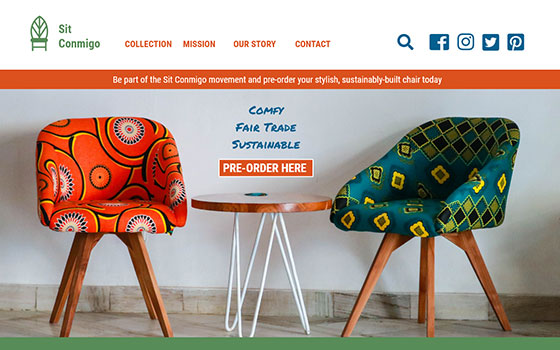 Sit
Conmigo
COLLECTION MISSION OUR STORY CONTACT
Be part of the Sit Conmigo movement and pre-order your stylish, sustainably-built chair today
Comfy
Fair Trade
Sustainable
PRE-ORDER HERE